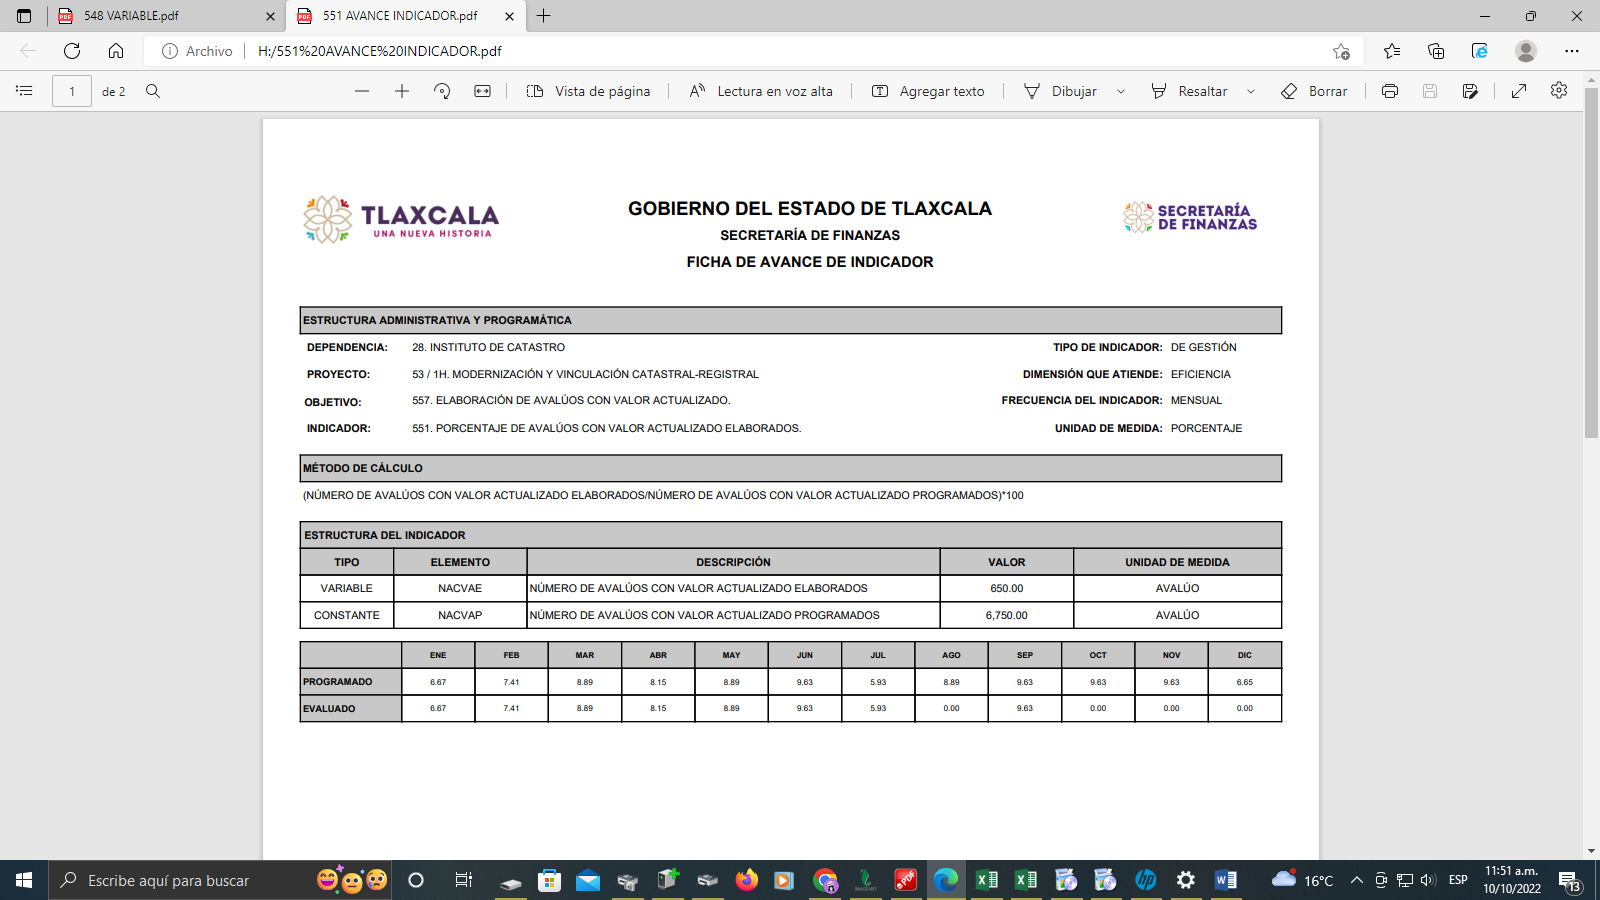 548 VARIABLE.pdf
551 AVANCE INDICADOR.pdf
Archivo
H:/551%20AVANCE%20INDICADOR.pdf
1 de 2
Vista de página
Lectura en voz alta
Agregar texto
Dibujar
Resaltar
Borrar
TLAXCALA
UNA NUEVA HISTORIA
GOBIERNO DEL ESTADO DE TLAXCALA
SECRETARÍA DE FINANZAS
FICHA DE AVANCE DE INDICADOR
SECRETARÍA
DE FINANZAS
ESTRUCTURA ADMINISTRATIVA Y PROGRAMÁTICA
DEPENDENCIA: 28. INSTITUTO DE CATASTRO TIPO DE INDICADOR: DE GESTIÓN
PROYECTO: 53 / 1H. MODERNIZACIÓN Y VINCULACIÓN CATASTRAL-REGISTRAL DIMENSIÓN QUE ATIENDE: EFICIENCIA
OBJETIVO: 557. ELABORACIÓN DE AVALÚOS CON VALOR ACTUALIZADO. FRECUENCIA DEL INDICADOR: MENSUAL
INDICADOR: 551. PORCENTAJE DE AVALÚOS CON VALOR ACTUALIZADO ELABORADOS. UNIDAD DE MEDIDA: PORCENTAJE
MÉTODO DE CÁLCULO
(NÚMERO DE AVALÚOS CON VALOR ACTUALIZADO ELABORADOS/NÚMERO DE AVALÚOS CON VALOR ACTUALIZADO PROGRAMADOS)*100
ESTRUCTURA DEL INDICADOR
TIPO ELEMENTO DESCRIPCIÓN VALOR UNIDAD DE MEDIDA
VARIABLE NACVAE NÚMERO DE AVALÚOS CON VALOR ACTUALIZADO ELABORADOS 650.00 AVALÚO
CONSTANTE NACVAP NÚMERO DE AVALÚOS CON VALOR ACTUALIZADO PROGRAMADOS 6,750.00 AVALÚO
ENE FEB MAR ABR MAY JUN JUL AGO SEP OCT NOV DIC
PROGRAMADO 6.67 7.41 8.89 8.15 8.89 9.63 5.93 8.89 9.63 9.63 9.63 6.65
EVALUADO 6.67 7.41 8.89 8.15 8.89 9.63 5.93 0.00 9.63 0.00 0.00 0.00
Escribe aquí para buscar
16°C
ESP
11:51 a.m.
10/10/2022
13